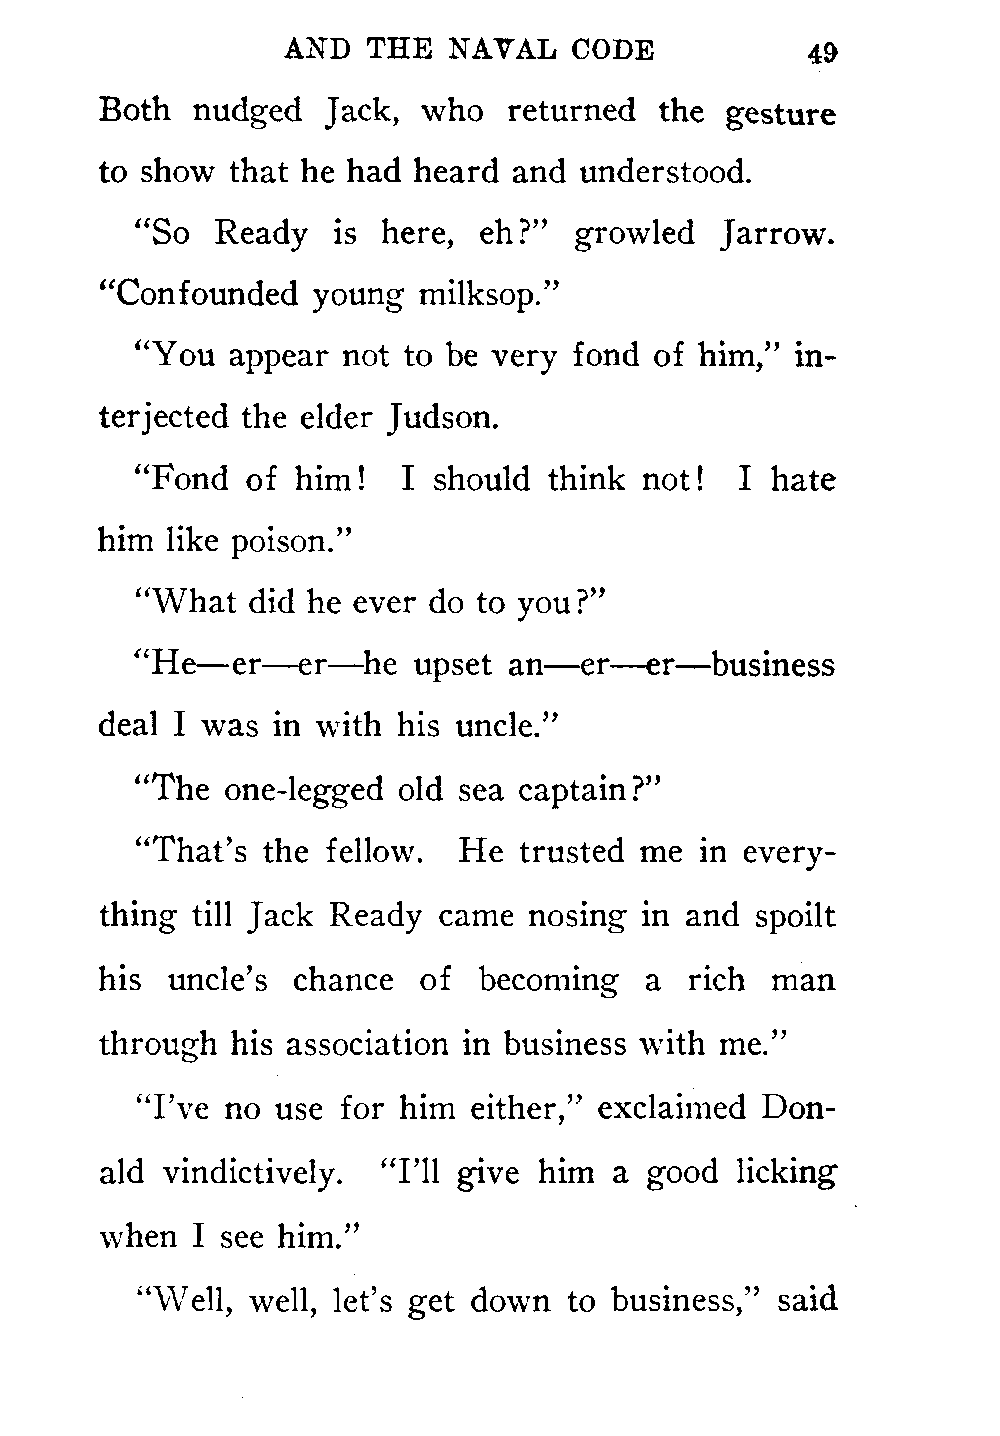 AND THE NAVAL CODE 49
Both nudged Jack, who returned the gesture
to show that he had heard and understood.
“So Ready is here, eh?” growled Jarrow.
“Confounded young milksop.”
“You appear not to be very fond of him,” in-
terjected the elder Judson.
“Fond of him! I should think not! I hate
him like poison.”
“What did he ever do to you?”
“He—er—er—he upset an—er—er—business
deal I was in with his uncle.”
“The one-legged old sea captain?”
“That’s the fellow. He trusted me in every-
thing till Jack Ready came nosing in and spoilt
his uncle’s chance of becoming a rich man
through his association in business with me.”
“I’ve no use for him either,” exclaimed Don-
ald vindictively. “I’ll give him a good licking
when I see him.”
“Well, well, let’s get down to business,” said